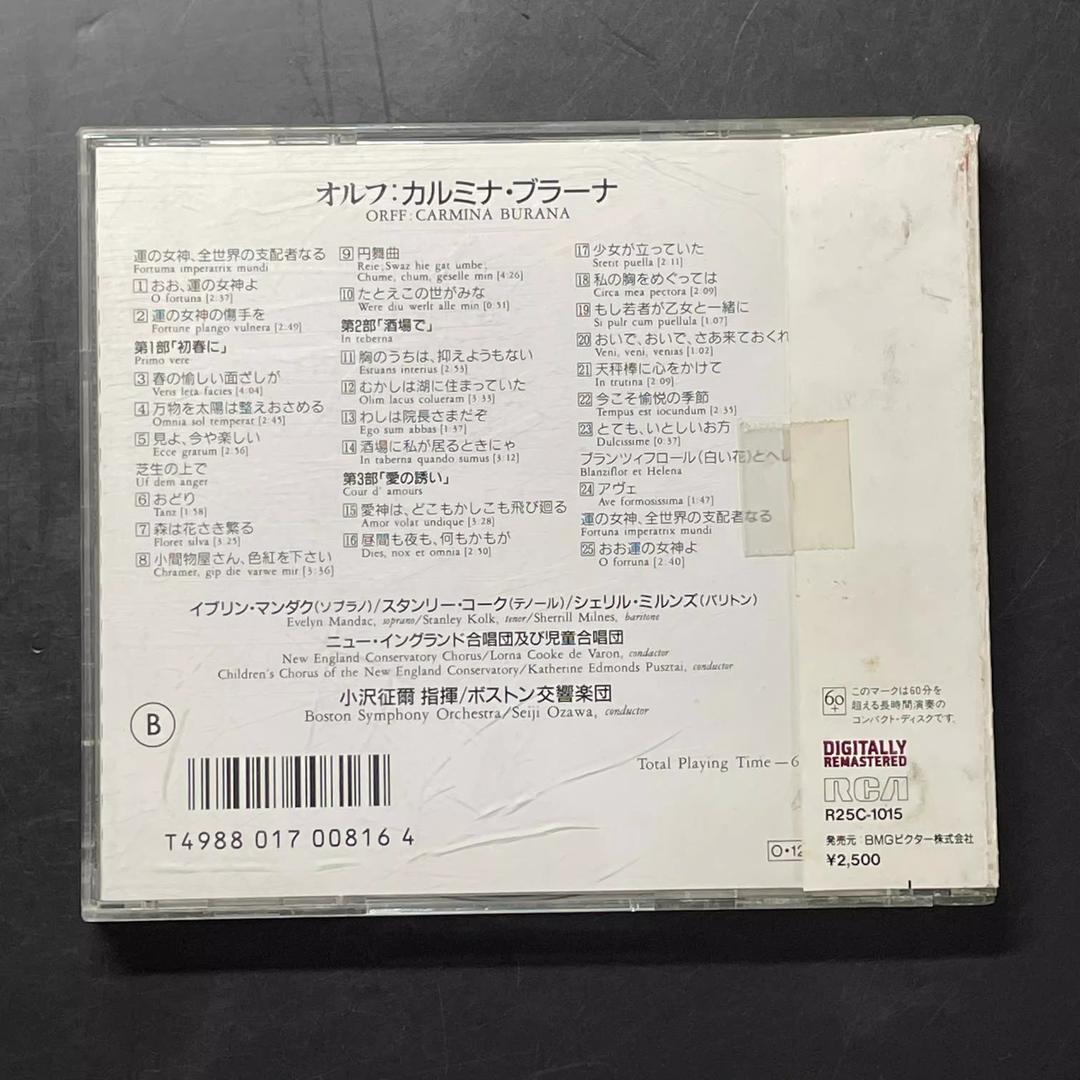 オルフ：カルミナ・ブラーナ
ORFF : CARMINA BURANA
運の女神、全世界の支配者なる
Fortuma imperatrix mundi
1 おお、運の女神よ
O fortuna [2:37]
2 運の女神の傷手を
Fortune plango vulnera [2:49]
第1部「初春に」
Primo vere
3 春の愉しい面ざしが
Veris leta facies [4:04]
4 万物を太陽は整えおさめる
Omnia sol temperat [2:45]
5 見よ、今や楽しい
Ecce gratum [2:56]
芝生の上で
Uf dem anger
6 おどり
Tanz [1:58]
7 森は花さき繁る
Floret silva [3:25]
8 小間物屋さん、色紅を下さい
Chramer, gip die varwe mir [3:36]
9 円舞曲
Reie; Swaz hie gat umbe;
Chume, chum, geselle min [4:26]
10 たとえこの世がみな
Were diu werlt alle min [0:51]
第2部「酒場で」
In teberna
11 胸のうちは、抑えようもない
Estuans interius [2:53]
12 むかしは湖に住まっていた
Olim lacus colueram [3:33]
13 わしは院長さまだぞ
Ego sum abbas [1:37]
14 酒場に私が居るときにゃ
In taberna quando sumus [3:12]
第3部「愛の誘い」
Cour d' amours
15 愛神は、どこもかしこも飛び廻る
Amor volat undique [3:28]
16 昼間も夜も、何もかもが
Dies, nox et omnia [2:50]
17 少女が立っていた
Stetit puella [2:11]
18 私の胸をめぐっては
Circa mea pectora [2:09]
19 もし若者が乙女と一緒に
Si pulr cum puellula [1:07]
20 おいで、おいで、さあ来ておくれ
Veni, veni, venias [1:02]
21 天秤棒に心をかけて
In trutina [2:09]
22 今こそ愉悦の季節
Tempus est iocundum [2:35]
23 とても、いとしいお方
Dulcissime [0:37]
ブランツィフロール（白い花）とヘレ
Blanziflor et Helena
24 アヴェ
Ave formosissima [1:47]
運の女神、全世界の支配者なる
Fortuna imperatrix mundi
25 おお運の女神よ
O forruna [2:40]
イブリン・マンダク（ソプラノ）/スタンリー・コーク（テノール）/シェリル・ミルンズ（バリトン）
Evelyn Mandac, soprano/Stanley Kolk, tenor/Sherrill Milnes, baritone
ニュー・イングランド合唱団及び児童合唱団
New England Conservatory Chorus/Lorna Cooke de Varon, conductor
Children's Chorus of the New England Conservatory/Katherine Edmonds Pusztai, conductor
小沢征爾 指揮/ボストン交響楽団
Boston Symphony Orchestra/Seiji Ozawa, conductor
B
Total Playing Time—6
T4988 017 00816 4
O•12
60+ このマークは60分を
超える長時間演奏の
コンパクト・ディスクです。
DIGITALLY
REMASTERED
RCA
R25C-1015
発売元：BMGビクター株式会社
¥2,500